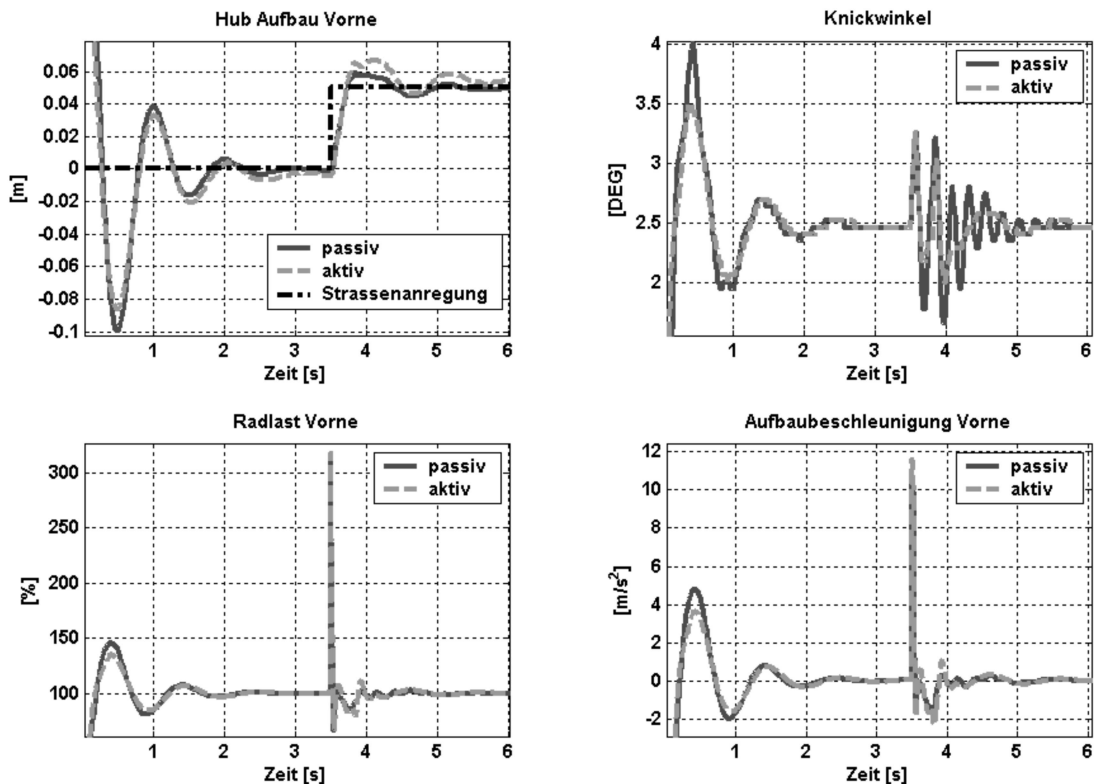 Hub Aufbau Vorne
0.06
0.04
0.02
0
-0.02
-0.04
-0.06
-0.08
-0.1
[m]
passiv
aktiv
Strassenanregung
1 2 3 4 5 6
Zeit [s]
Knickwinkel
4
3.5
3
2.5
2
[DEG]
passiv
aktiv
1 2 3 4 5 6
Zeit [s]
Radlast Vorne
300
250
200
150
100
[%]
passiv
aktiv
1 2 3 4 5 6
Zeit [s]
Aufbaubeschleunigung Vorne
12
10
8
6
4
2
0
-2
[m/s²]
passiv
aktiv
1 2 3 4 5 6
Zeit [s]